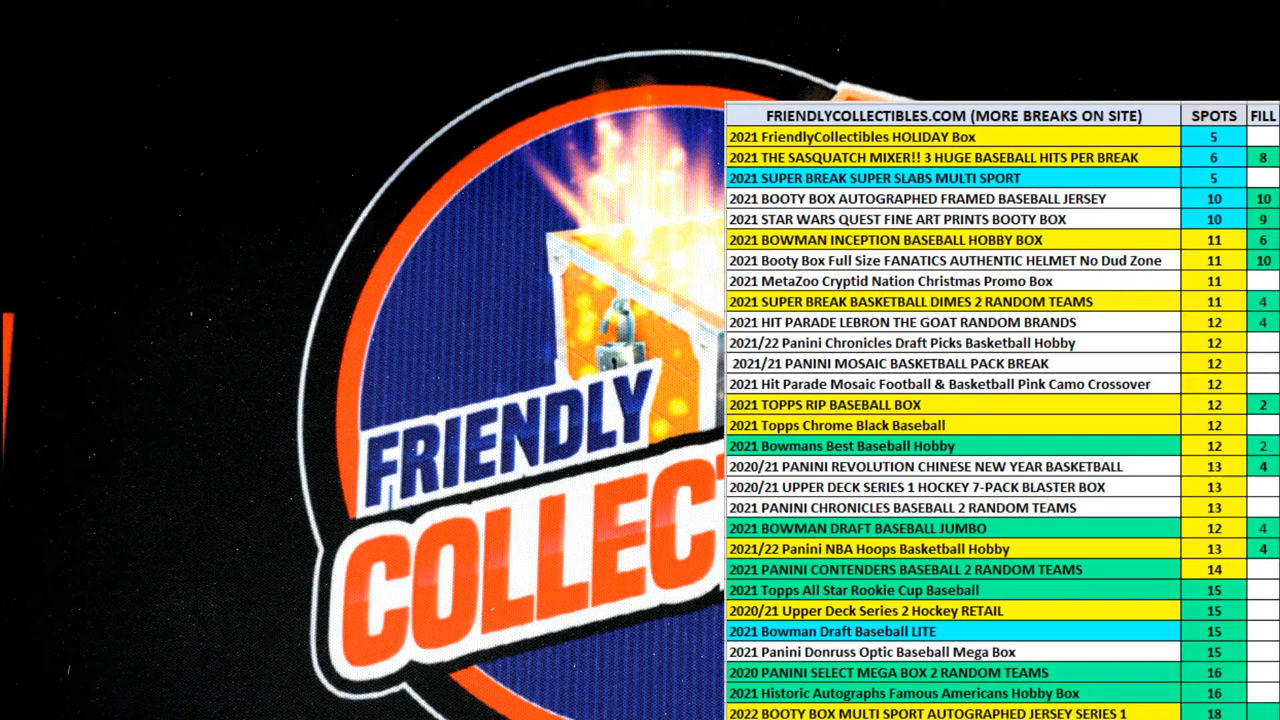 FRIENDLY
COLLECT
FRIENDLYCOLLECTIBLES.COM (MORE BREAKS ON SITE) SPOTS FILL
2021 FriendlyCollectibles HOLIDAY Box 5
2021 THE SASQUATCH MIXER!! 3 HUGE BASEBALL HITS PER BREAK 6 8
2021 SUPER BREAK SUPER SLABS MULTI SPORT 5
2021 BOOTY BOX AUTOGRAPHED FRAMED BASEBALL JERSEY 10 10
2021 STAR WARS QUEST FINE ART PRINTS BOOTY BOX 10 9
2021 BOWMAN INCEPTION BASEBALL HOBBY BOX 11 6
2021 Booty Box Full Size FANATICS AUTHENTIC HELMET No Dud Zone 11 10
2021 MetaZoo Cryptid Nation Christmas Promo Box 11
2021 SUPER BREAK BASKETBALL DIMES 2 RANDOM TEAMS 11 4
2021 HIT PARADE LEBRON THE GOAT RANDOM BRANDS 12 4
2021/22 Panini Chronicles Draft Picks Basketball Hobby 12
2021/21 PANINI MOSAIC BASKETBALL PACK BREAK 12
2021 Hit Parade Mosaic Football & Basketball Pink Camo Crossover 12
2021 TOPPS RIP BASEBALL BOX 12 2
2021 Topps Chrome Black Baseball 12
2021 Bowmans Best Baseball Hobby 12 2
2020/21 PANINI REVOLUTION CHINESE NEW YEAR BASKETBALL 13 4
2020/21 UPPER DECK SERIES 1 HOCKEY 7-PACK BLASTER BOX 13
2021 PANINI CHRONICLES BASEBALL 2 RANDOM TEAMS 13
2021 BOWMAN DRAFT BASEBALL JUMBO 12 4
2021/22 Panini NBA Hoops Basketball Hobby 13 4
2021 PANINI CONTENDERS BASEBALL 2 RANDOM TEAMS 14
2021 Topps All Star Rookie Cup Baseball 15
2020/21 Upper Deck Series 2 Hockey RETAIL 15
2021 Bowman Draft Baseball LITE 15
2021 Panini Donruss Optic Baseball Mega Box 15
2020 PANINI SELECT MEGA BOX 2 RANDOM TEAMS 16
2021 Historic Autographs Famous Americans Hobby Box 16
2022 BOOTY BOX MULTI SPORT AUTOGRAPHED JERSEY SERIES 1 18